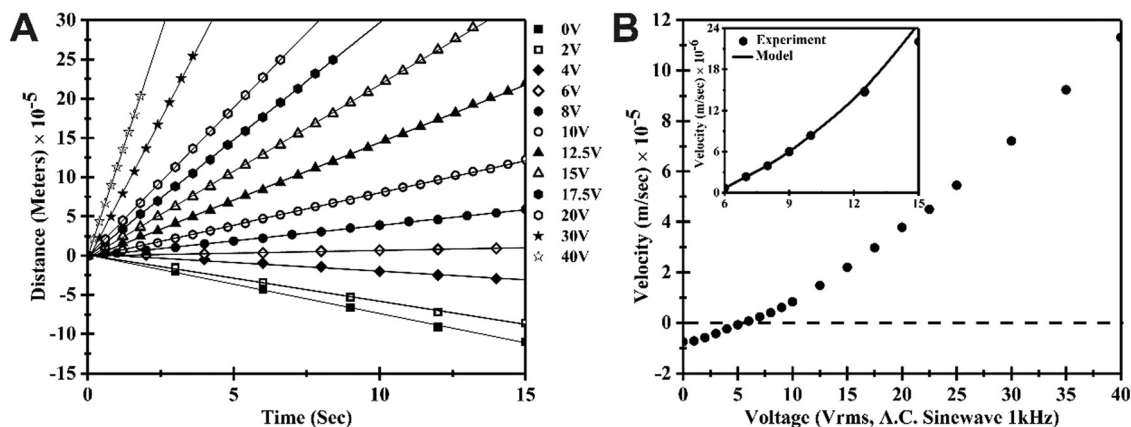 A
Distance (Meters) × 10⁻⁵
30
25
20
15
10
5
0
-5
-10
-15
0
5
10
15
Time (Sec)
0V
2V
4V
6V
8V
10V
12.5V
15V
17.5V
20V
30V
40V
B
Velocity (m/sec) × 10⁻⁵
12
10
8
6
4
2
0
-2
0
5
10
15
20
25
30
35
40
Voltage (Vrms, A.C. Sinewave 1kHz)
Velocity (m/sec) × 10⁻⁶
24
18
12
6
0
6
9
12
15
Experiment
Model